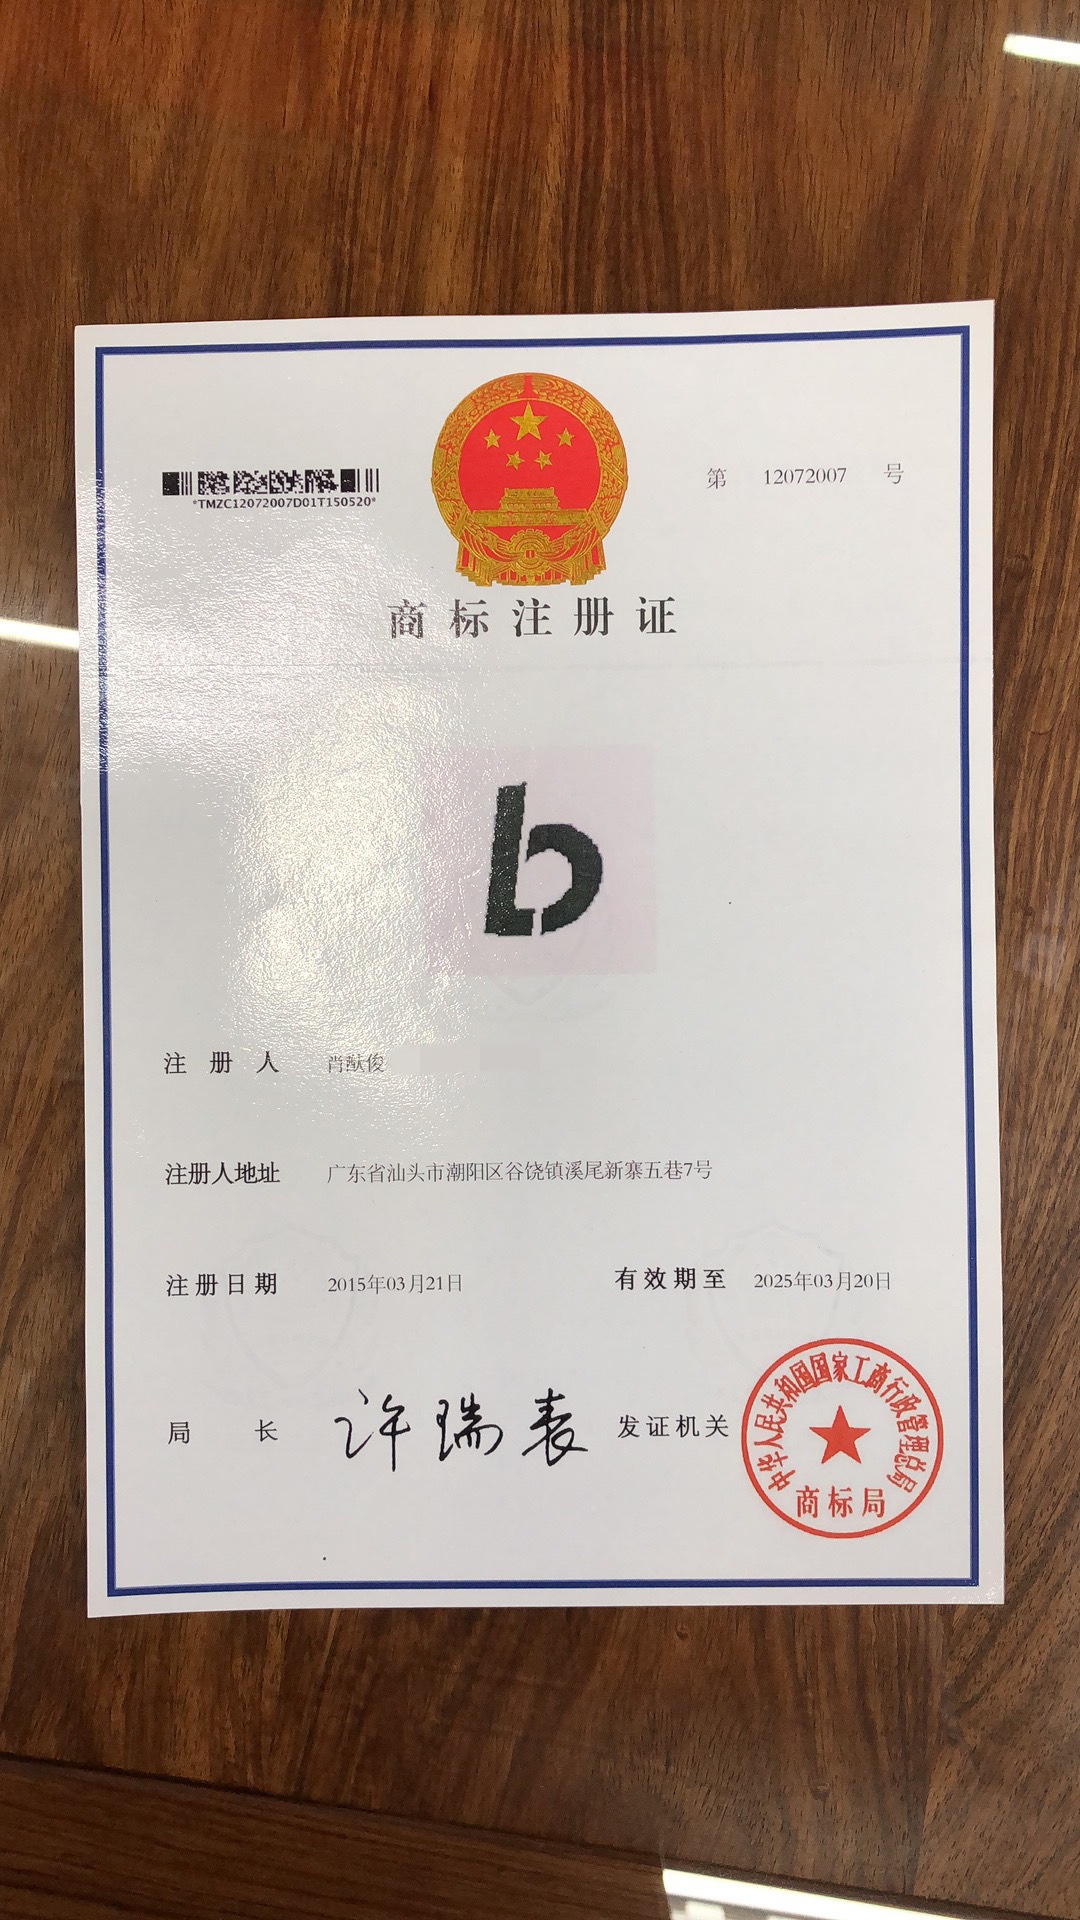 *TMZC12072007D01T150520*
第 12072007 号
商标注册证
b
注册人 肖猷俊
注册人地址 广东省汕头市潮阳区谷饶镇溪尾新寨五巷7号
注册日期 2015年03月21日 有效期至 2025年03月20日
局长 许瑞表 发证机关
中华人民共和国国家工商行政管理总局
商标局